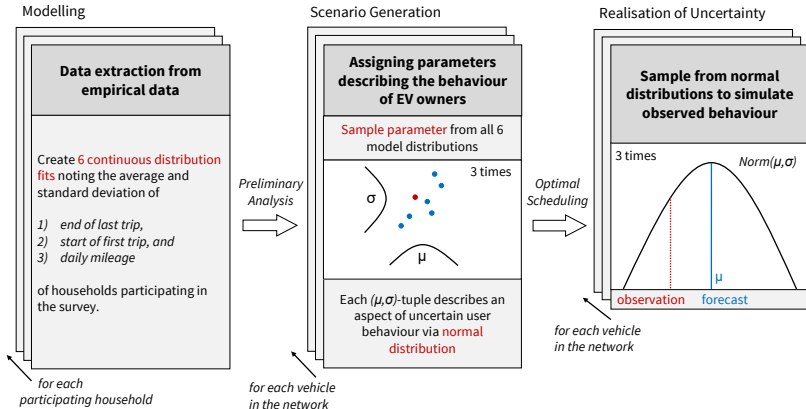 Modelling
Data extraction from
empirical data
Create 6 continuous distribution
fits noting the average and
standard deviation of
1) end of last trip,
2) start of first trip, and
3) daily mileage
of households participating in
the survey.
for each
participating household
Preliminary
Analysis
Scenario Generation
Assigning parameters
describing the behaviour
of EV owners
Sample parameter from all 6
model distributions
3 times
σ
μ
Each (μ,σ)-tuple describes an
aspect of uncertain user
behaviour via normal
distribution
for each vehicle
in the network
Optimal
Scheduling
Realisation of Uncertainty
Sample from normal
distributions to simulate
observed behaviour
3 times
Norm(μ,σ)
μ
observation forecast
for each vehicle
in the network